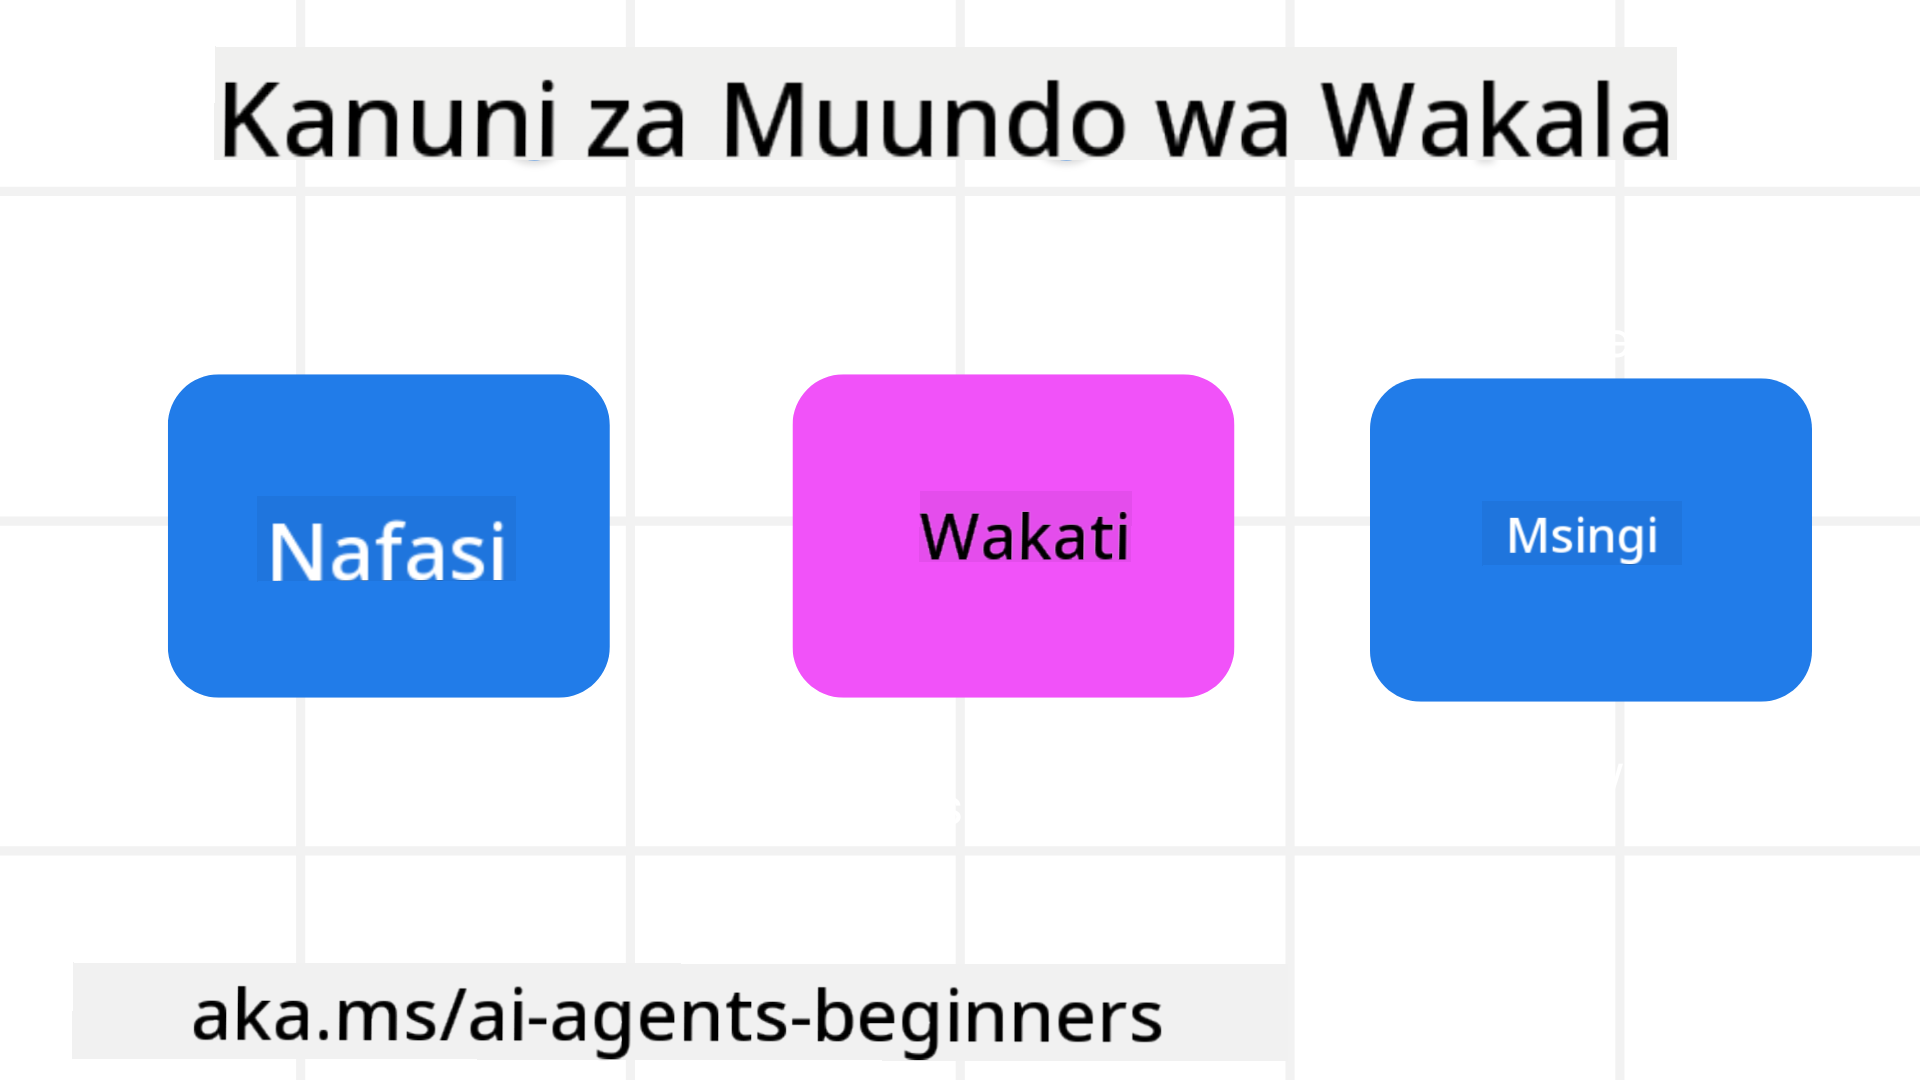 Kanuni za Muundo wa Wakala
Nafasi
Wakati
Msingi
aka.ms/ai-agents-beginners